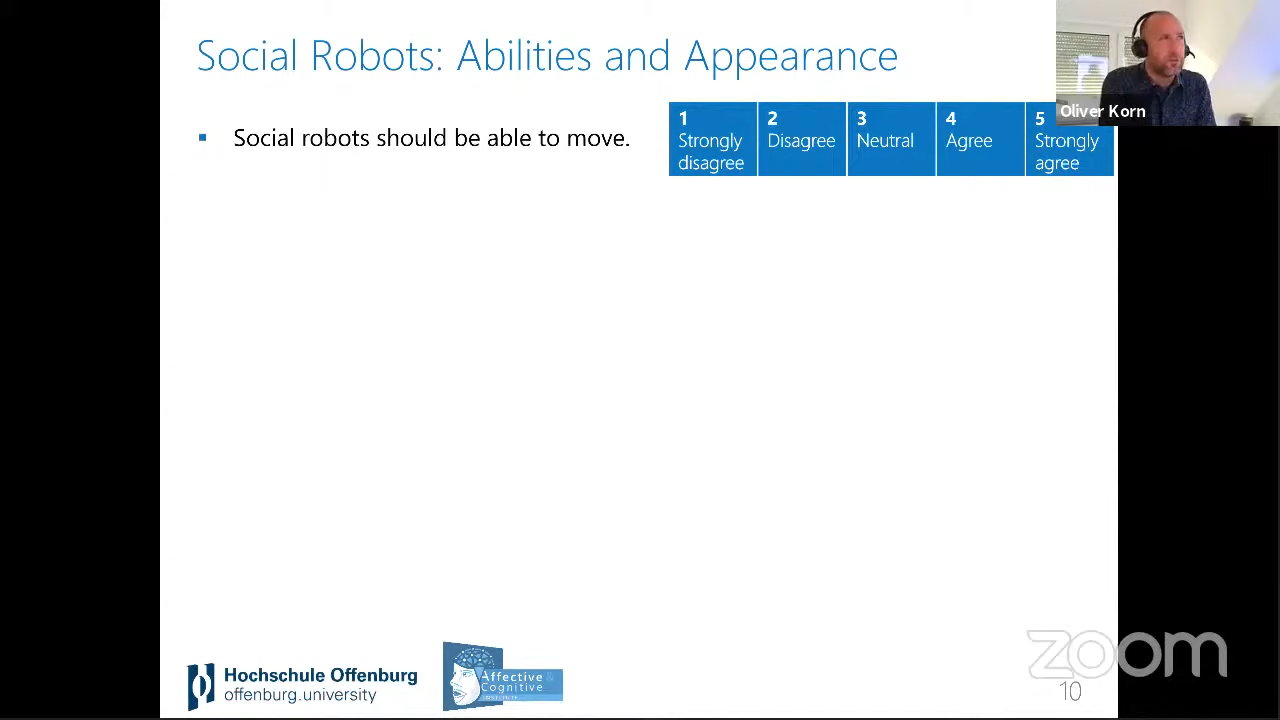 Social Robots: Abilities and Appearance
Oliver Korn
▪ Social robots should be able to move.
1 Strongly disagree
2 Disagree
3 Neutral
4 Agree
5 Strongly agree
Hochschule Offenburg
offenburg.university
Affective &
Cognitive
INSTITUTE
zoom
10